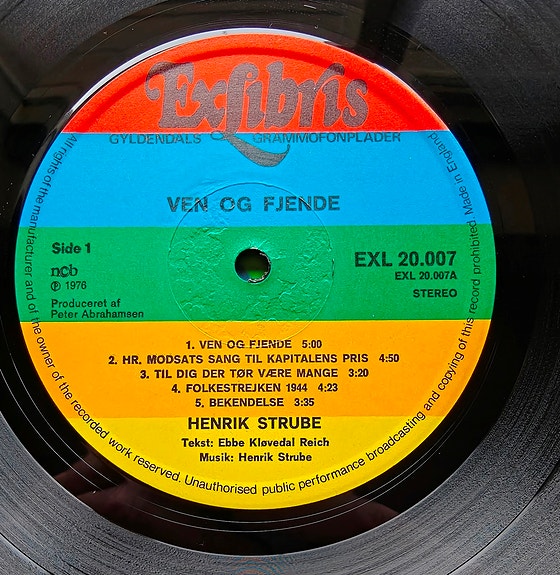 Exlibris
GYLDENDALS GRAMMOFONPLADER
VEN OG FJENDE
Side 1
ncb
Ⓟ 1976
Produceret af
Peter Abrahamsen
EXL 20.007
EXL 20.007A
STEREO
1. VEN OG FJENDE 5:00
2. HR. MODSATS SANG TIL KAPITALENS PRIS 4:50
3. TIL DIG DER TØR VÆRE MANGE 3:20
4. FOLKESTREJKEN 1944 4:23
5. BEKENDELSE 3:35
HENRIK STRUBE
Tekst: Ebbe Kløvedal Reich
Musik: Henrik Strube
All rights of the manufacturer and of the owner of the recorded work reserved. Unauthorised public performance broadcasting and copying of this record prohibited Made in England